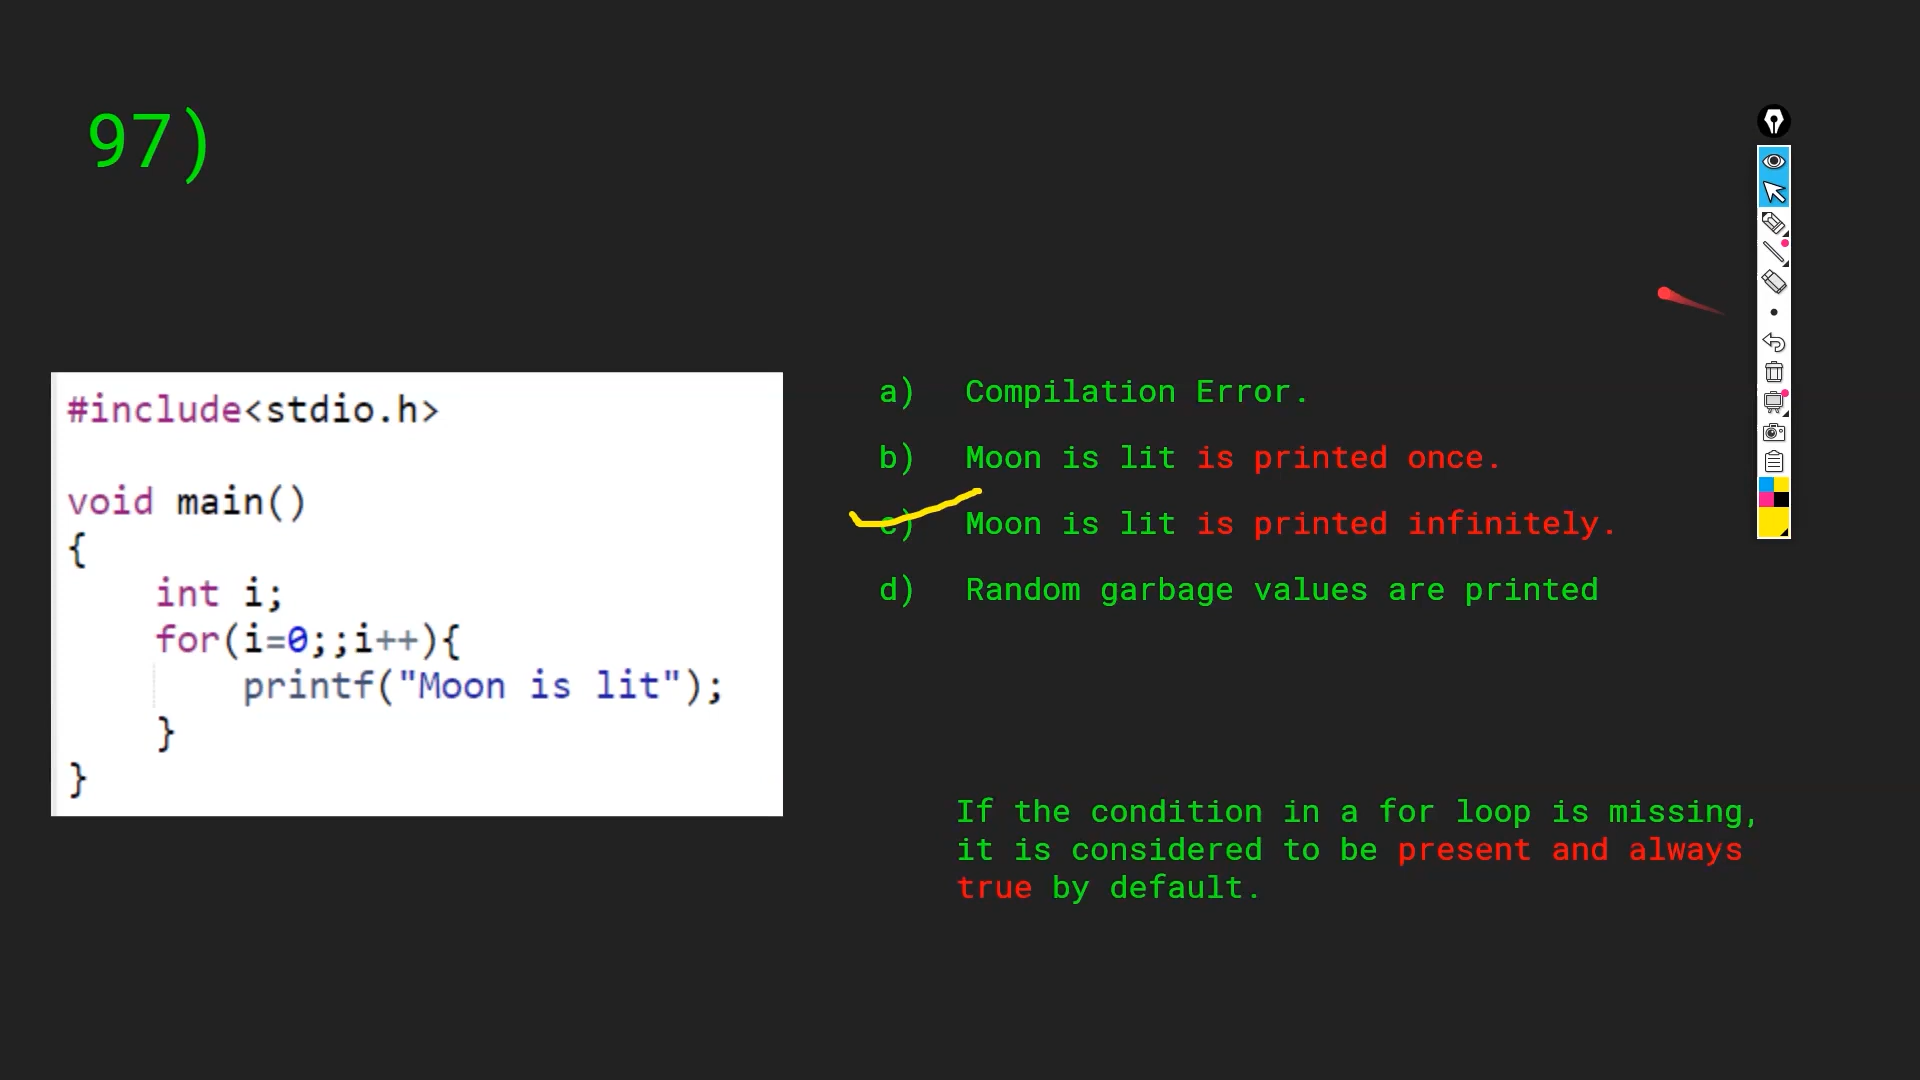 97)
#include<stdio.h>
void main()
{
int i;
for(i=0;;i++){
printf("Moon is lit");
}
}
a) Compilation Error.
b) Moon is lit is printed once.
c) Moon is lit is printed infinitely.
d) Random garbage values are printed
If the condition in a for loop is missing,
it is considered to be present and always
true by default.